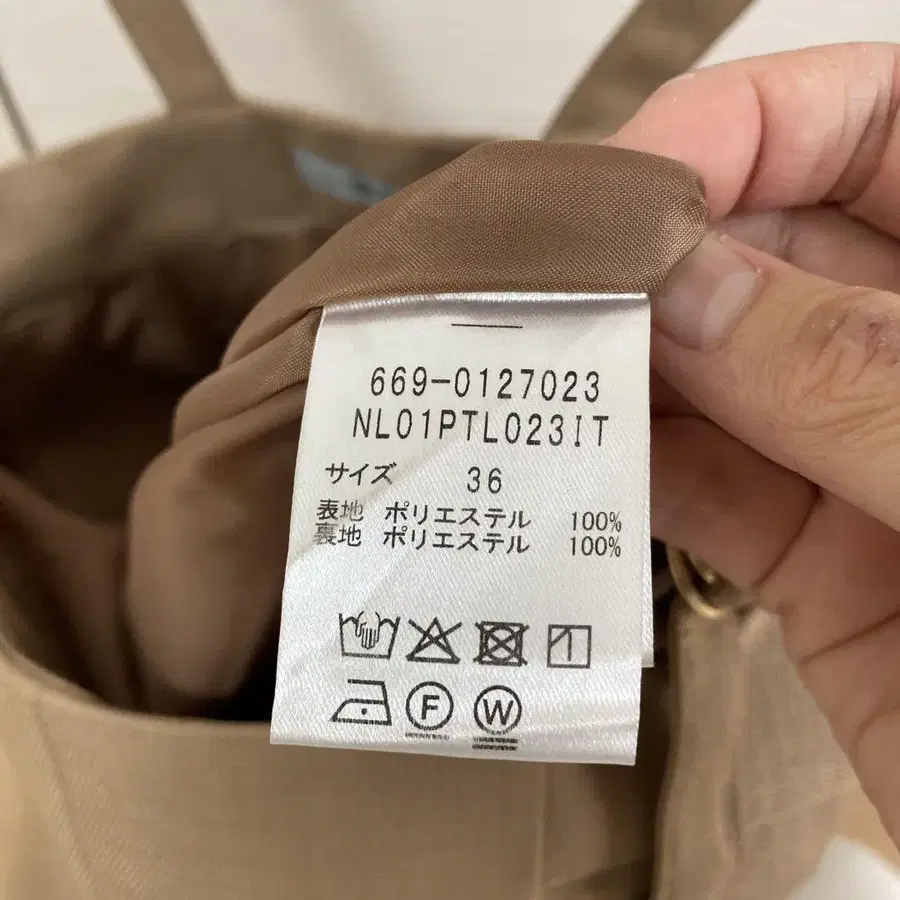 669-0127023
NL01PTL023IT
サイズ 36
表地 ポリエステル 100%
裏地 ポリエステル 100%
F W